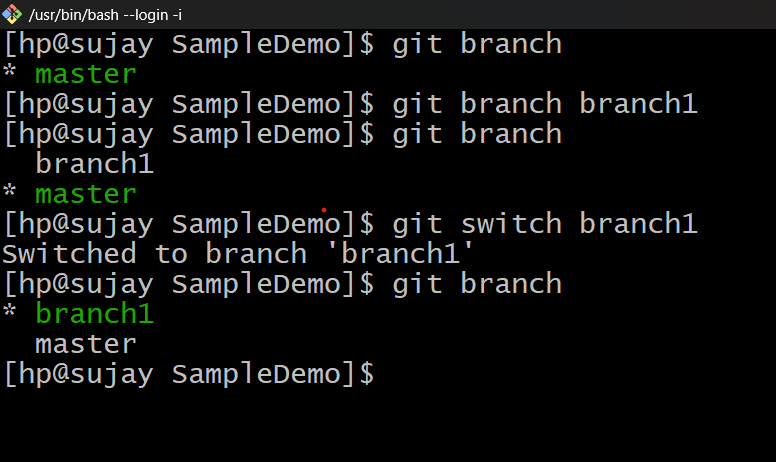 /usr/bin/bash --login -i
[hp@sujay SampleDemo]$ git branch
* master
[hp@sujay SampleDemo]$ git branch branch1
[hp@sujay SampleDemo]$ git branch
  branch1
* master
[hp@sujay SampleDemo]$ git switch branch1
Switched to branch 'branch1'
[hp@sujay SampleDemo]$ git branch
* branch1
  master
[hp@sujay SampleDemo]$